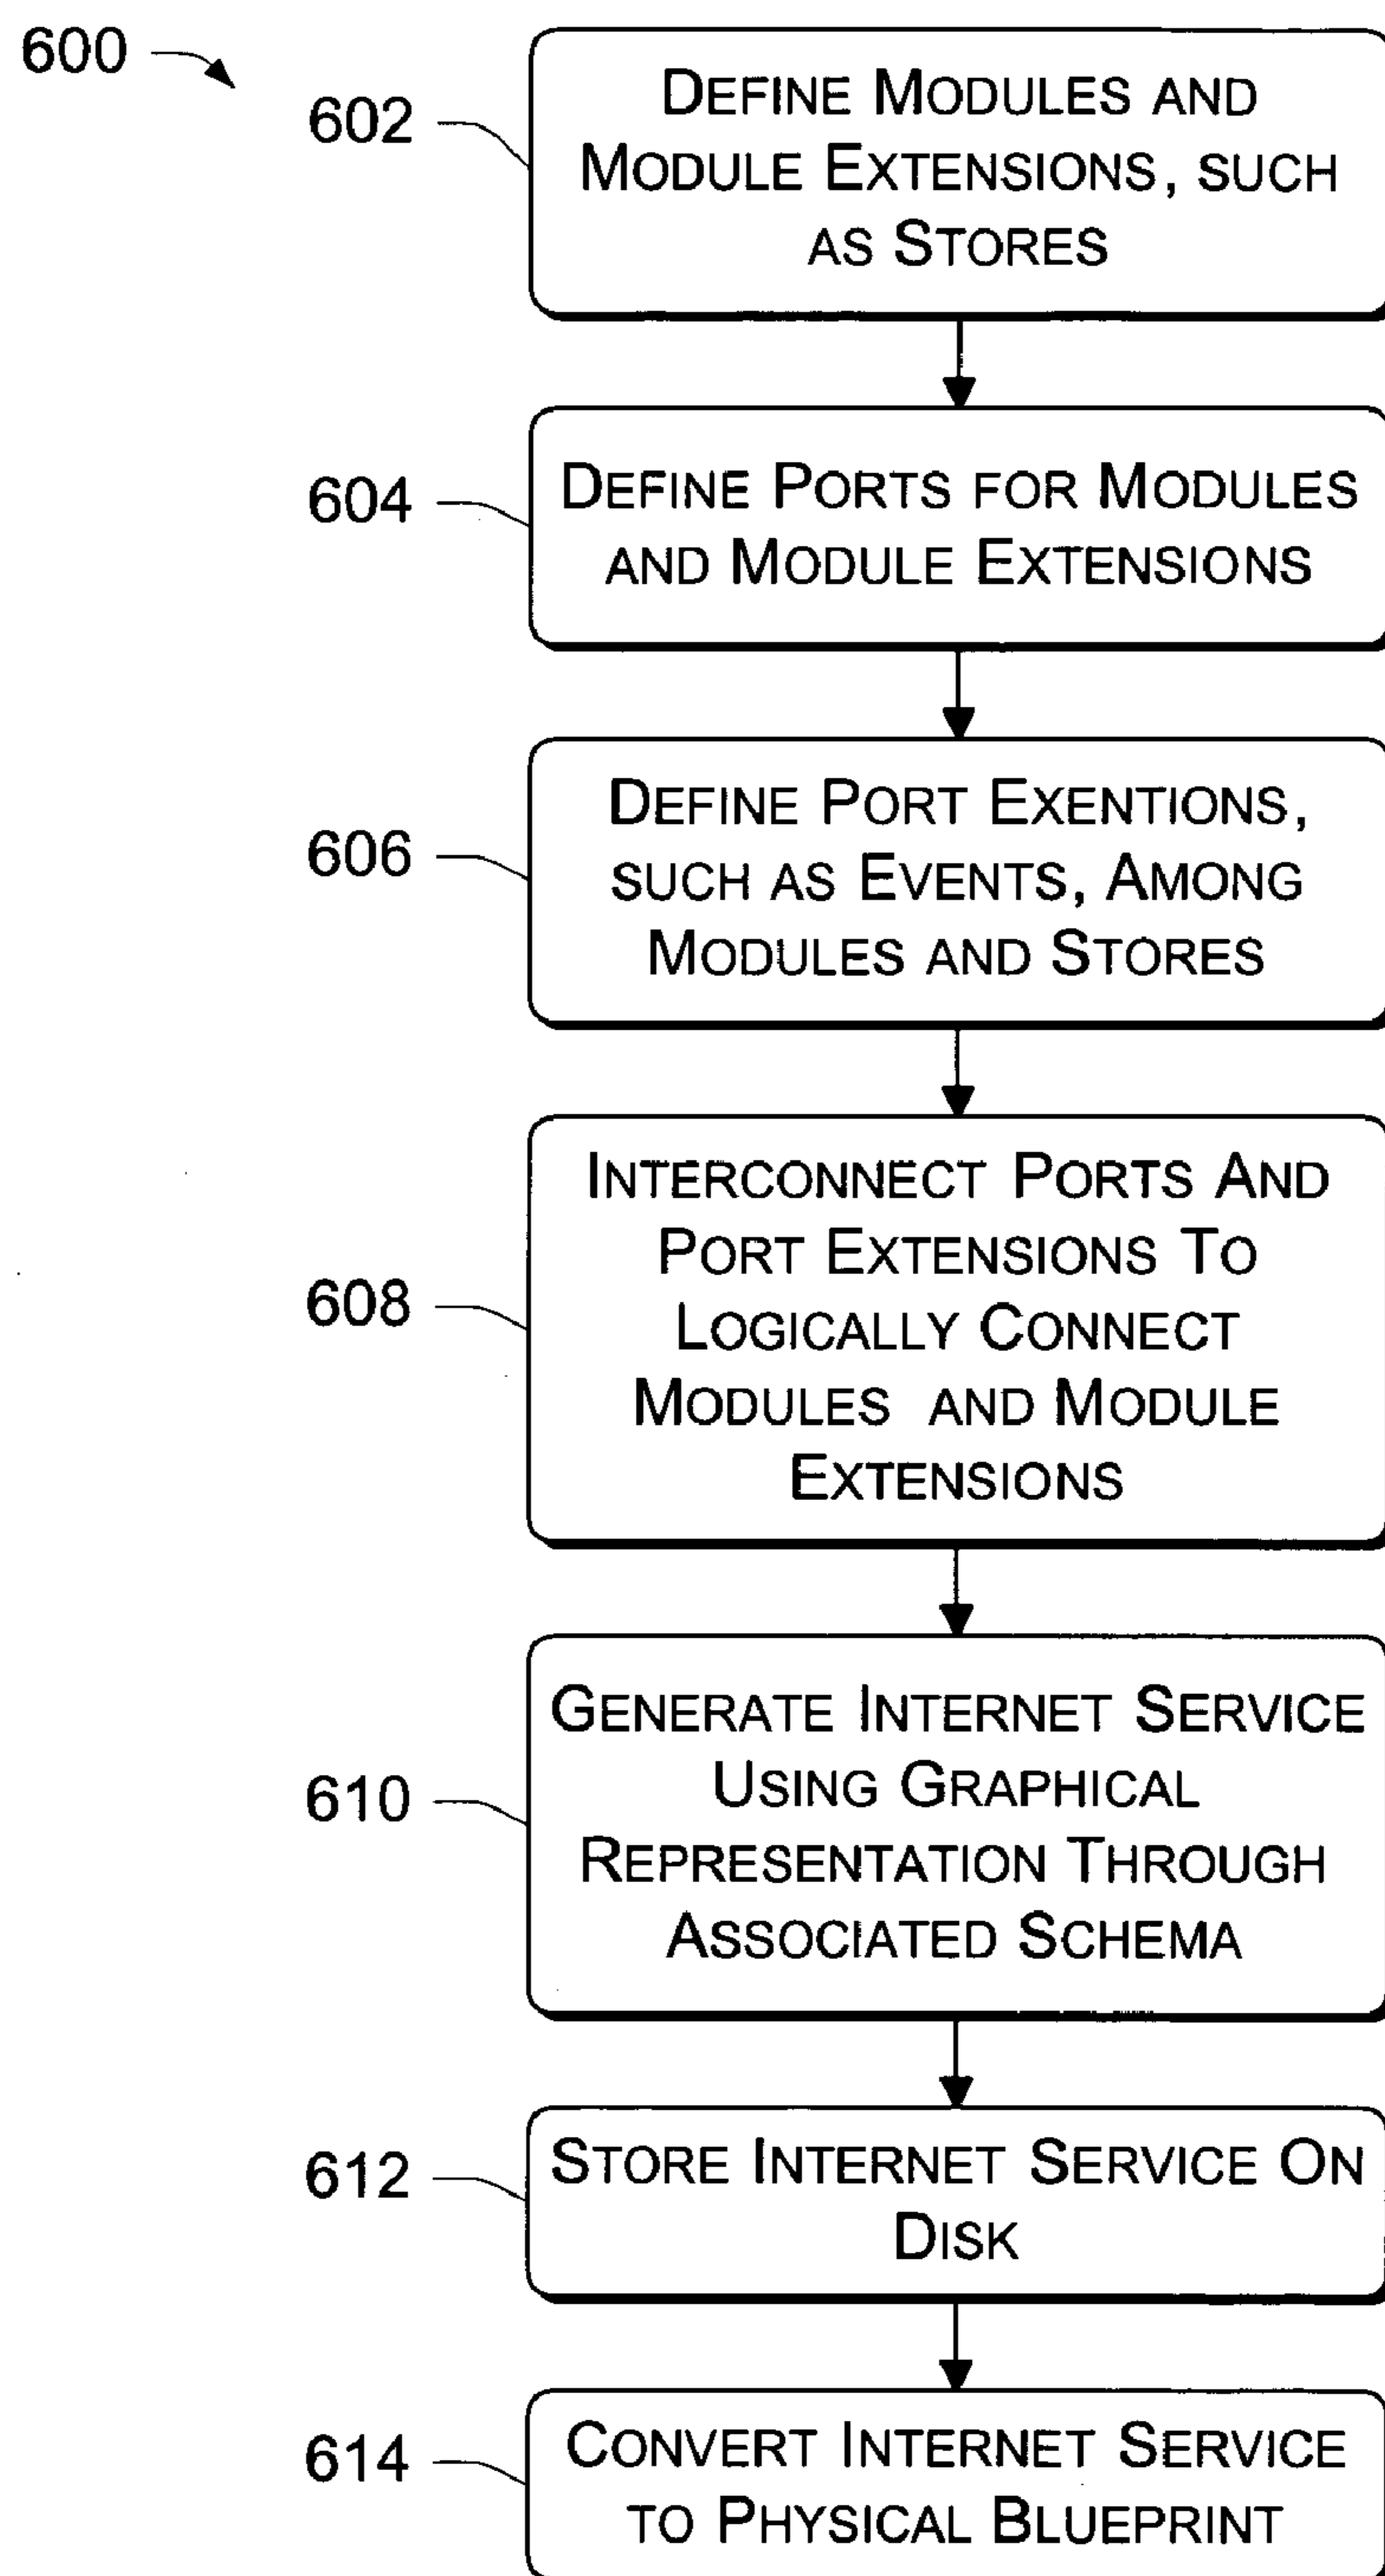 600
602
DEFINE MODULES AND
MODULE EXTENSIONS, SUCH
AS STORES
604
DEFINE PORTS FOR MODULES
AND MODULE EXTENSIONS
606
DEFINE PORT EXENTIONS,
SUCH AS EVENTS, AMONG
MODULES AND STORES
608
INTERCONNECT PORTS AND
PORT EXTENSIONS TO
LOGICALLY CONNECT
MODULES AND MODULE
EXTENSIONS
610
GENERATE INTERNET SERVICE
USING GRAPHICAL
REPRESENTATION THROUGH
ASSOCIATED SCHEMA
612
STORE INTERNET SERVICE ON
DISK
614
CONVERT INTERNET SERVICE
TO PHYSICAL BLUEPRINT